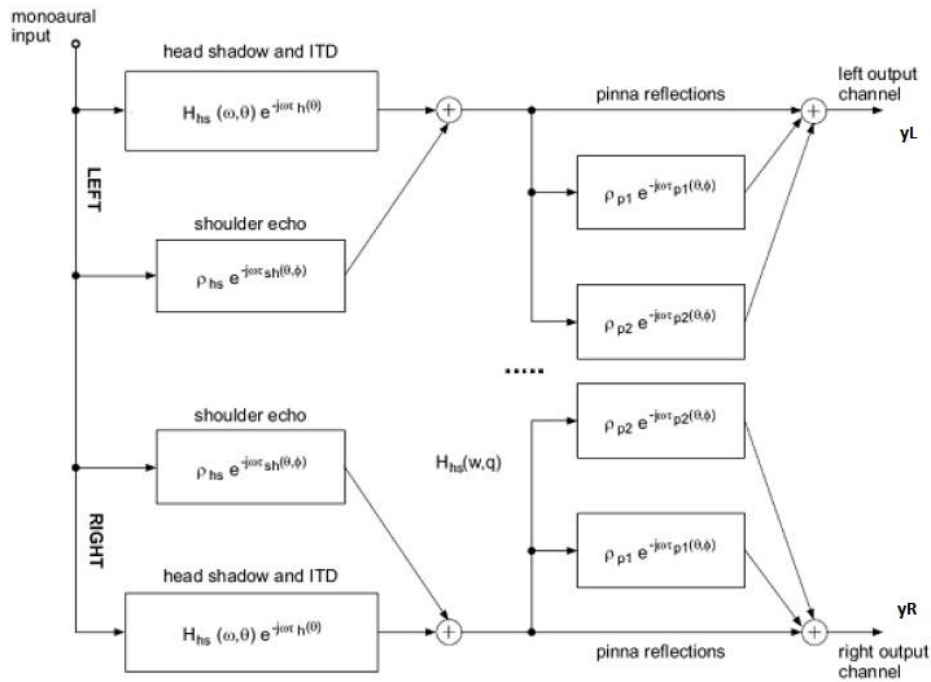 monoaural
input
head shadow and ITD
H_hs (ω,θ) e^-jωτ h(θ)
LEFT
shoulder echo
ρ_hs e^-jωτ sh(θ,ϕ)
pinna reflections
left output
channel
yL
ρ_p1 e^-jωτ p1(θ,ϕ)
ρ_p2 e^-jωτ p2(θ,ϕ)
.....
shoulder echo
ρ_hs e^-jωτ sh(θ,ϕ)
RIGHT
head shadow and ITD
H_hs (ω,θ) e^-jωτ h(θ)
H_hs(w,q)
ρ_p2 e^-jωτ p2(θ,ϕ)
ρ_p1 e^-jωτ p1(θ,ϕ)
pinna reflections
yR
right output
channel